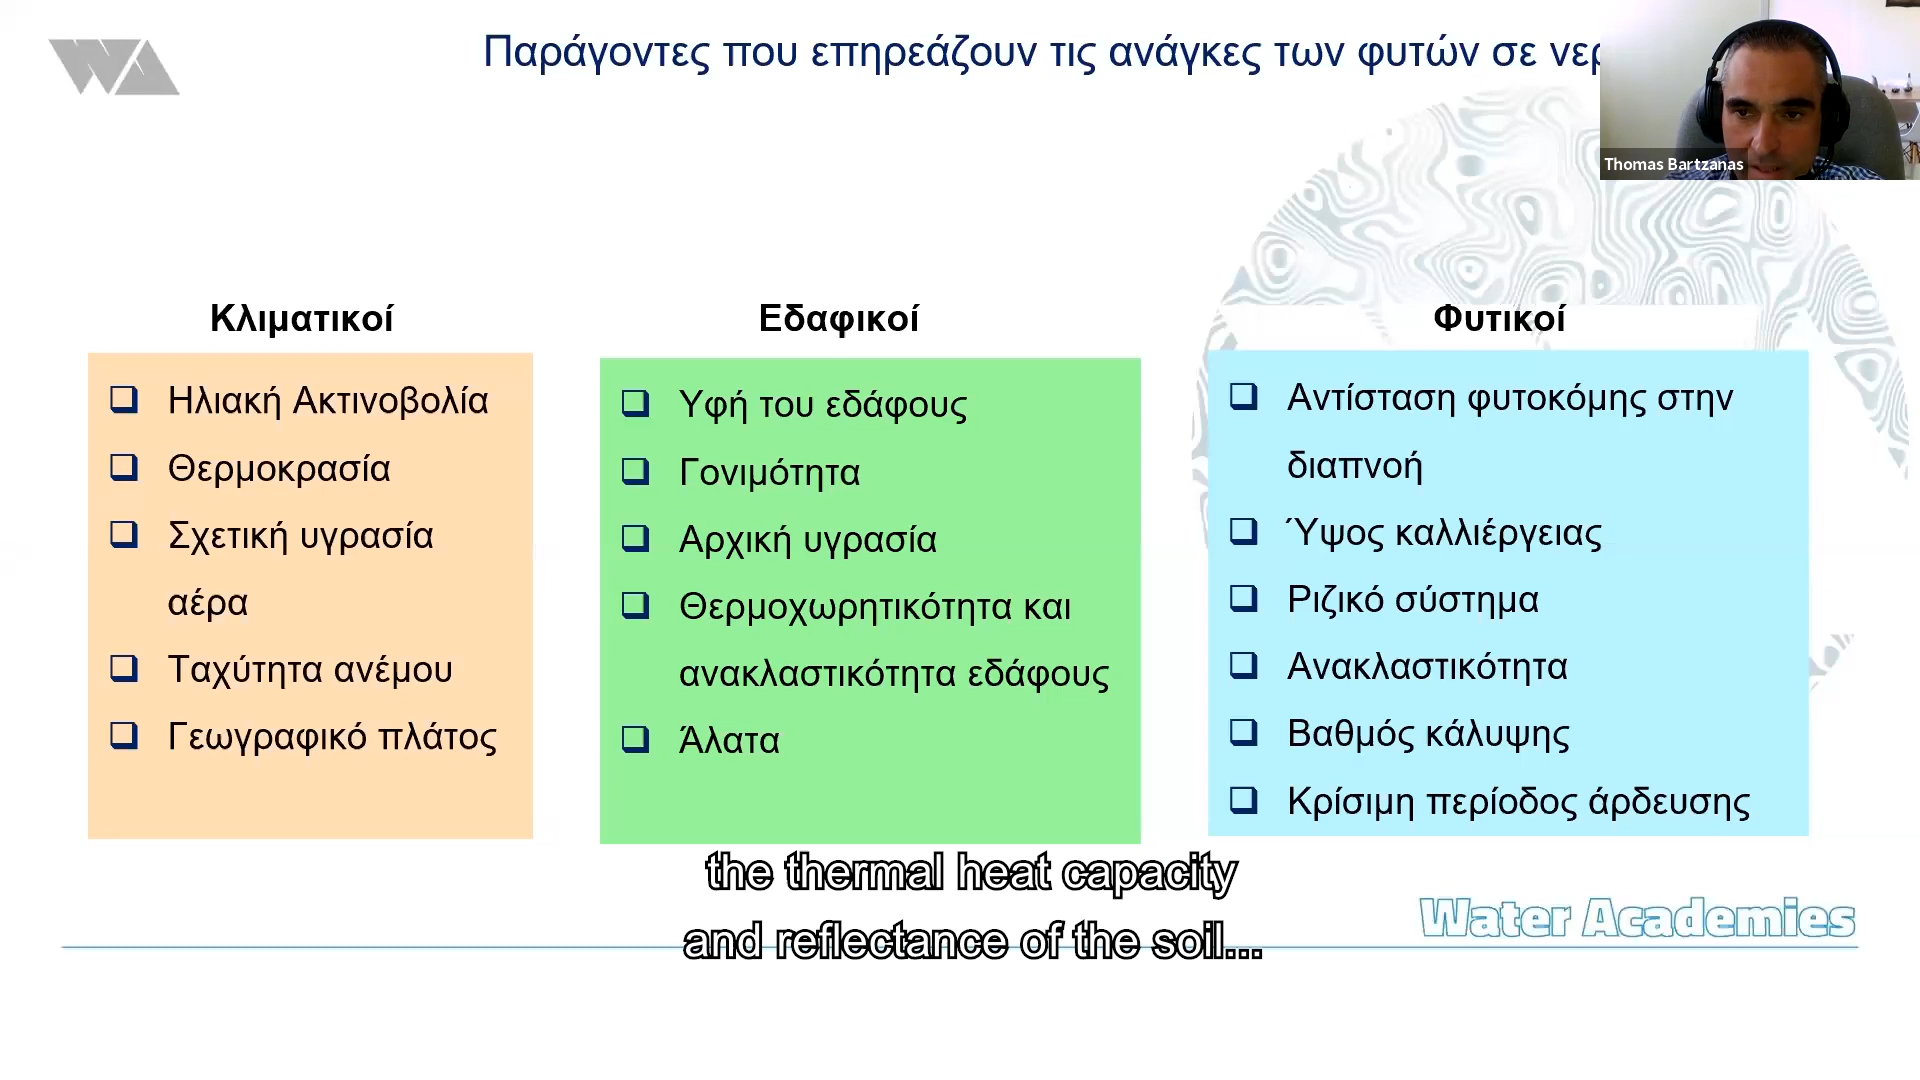 Παράγοντες που επηρεάζουν τις ανάγκες των φυτών σε
Thomas Bartzanas
Κλιματικοί
Ηλιακή Ακτινοβολία
Θερμοκρασία
Σχετική υγρασία
αέρα
Ταχύτητα ανέμου
Γεωγραφικό πλάτος
Εδαφικοί
Υφή του εδάφους
Γονιμότητα
Αρχική υγρασία
Θερμοχωρητικότητα και
ανακλαστικότητα εδάφους
Άλατα
Φυτικοί
Αντίσταση φυτοκόμης στην
διαπνοή
Ύψος καλλιέργειας
Ριζικό σύστημα
Ανακλαστικότητα
Βαθμός κάλυψης
Κρίσιμη περίοδος άρδευσης
the thermal heat capacity
and reflectance of the soil...
Water Academies